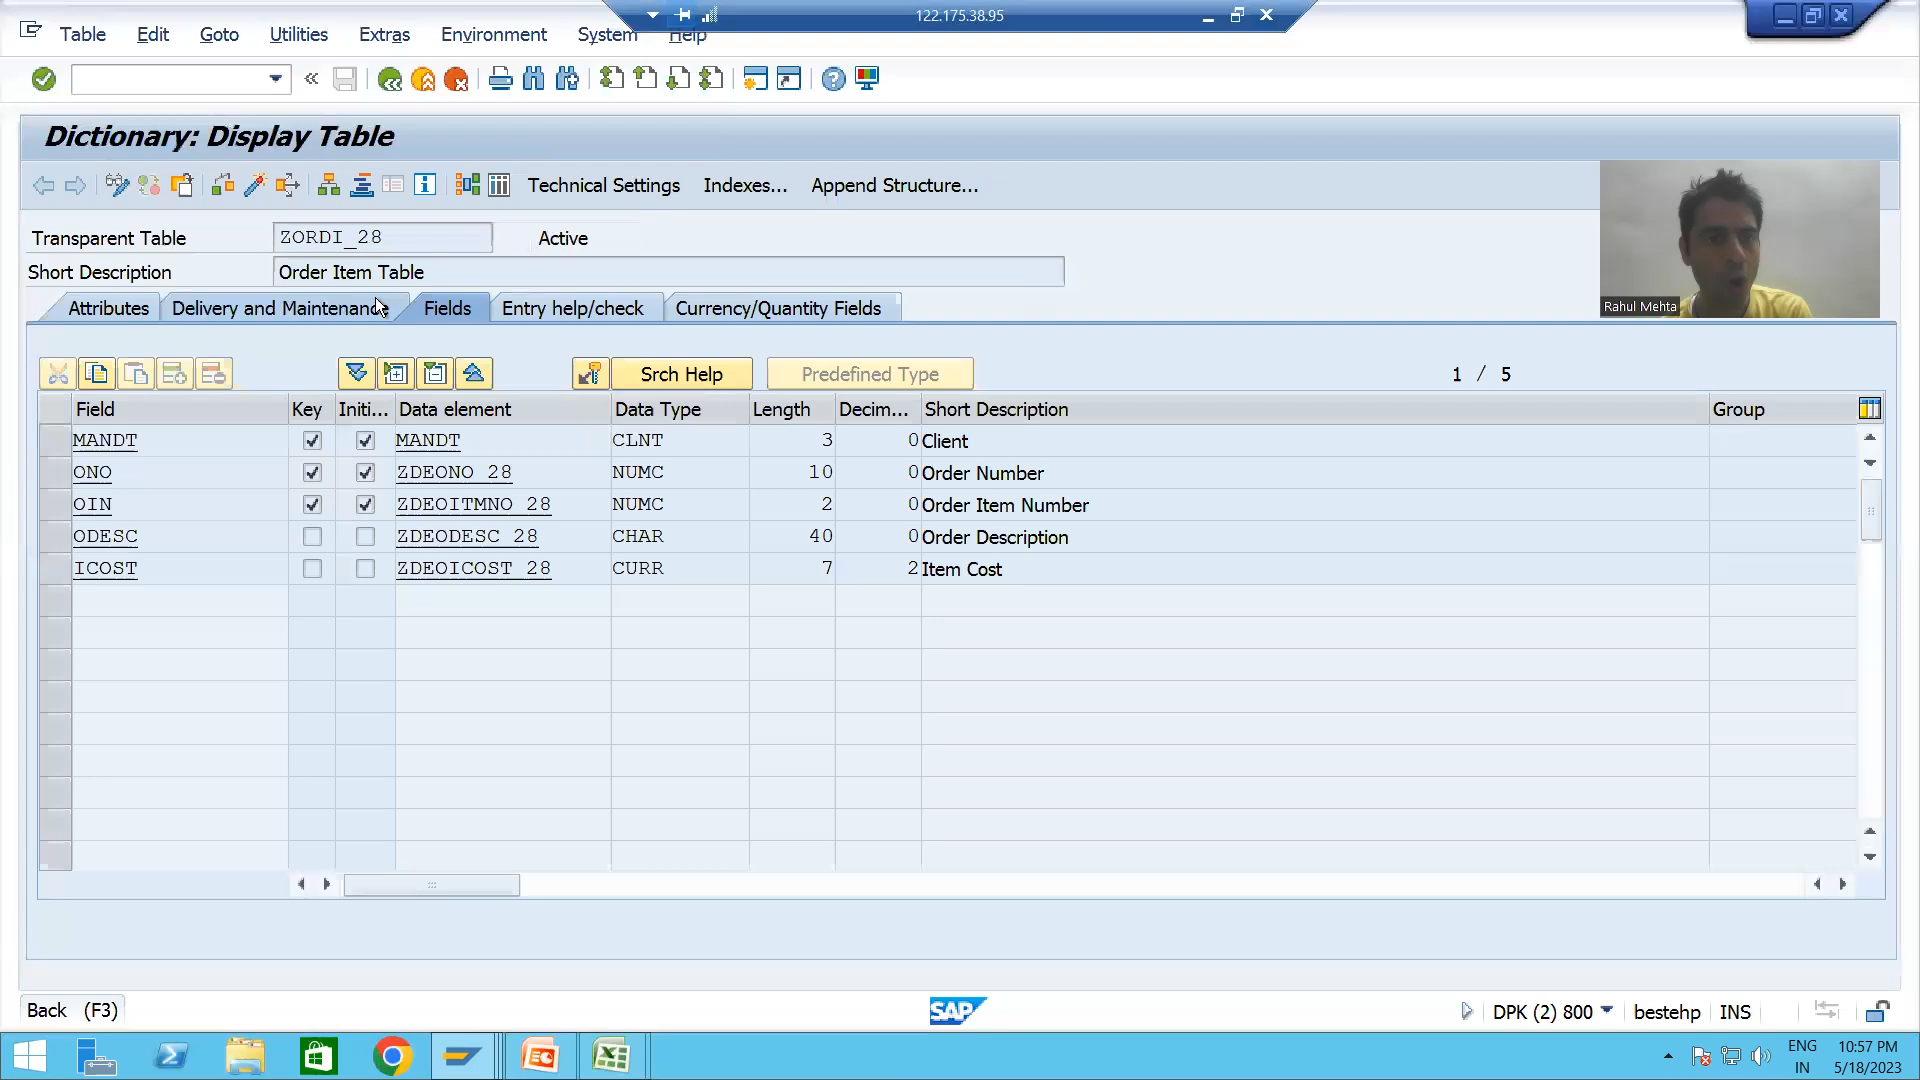 122.175.38.95
Table Edit Goto Utilities Extras Environment System Help
Dictionary: Display Table
Technical Settings Indexes... Append Structure...
Transparent Table ZORDI_28 Active
Short Description Order Item Table
Attributes Delivery and Maintenance Fields Entry help/check Currency/Quantity Fields
Rahul Mehta
Srch Help Predefined Type 1 / 5
Field Key Initi... Data element Data Type Length Decim... Short Description Group
MANDT MANDT CLNT 3 0 Client
ONO ZDEONO_28 NUMC 10 0 Order Number
OIN ZDEOITMNO_28 NUMC 2 0 Order Item Number
ODESC ZDEODESC_28 CHAR 40 0 Order Description
ICOST ZDEOICOST_28 CURR 7 2 Item Cost
Back (F3) SAP DPK (2) 800 bestehp INS
ENG 10:57 PM
IN 5/18/2023